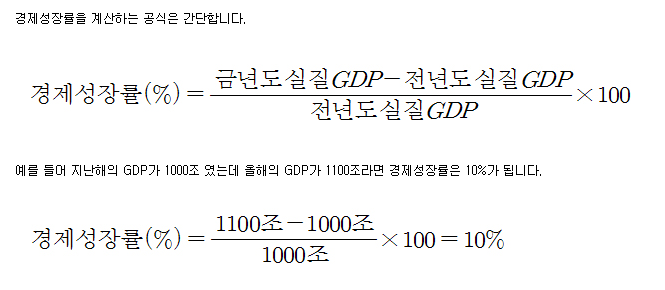 경제성장률을 계산하는 공식은 간단합니다.
경제성장률(%) = (금년도실질GDP-전년도실질GDP)/전년도실질GDP × 100
예를 들어 지난해의 GDP가 1000조 였는데 올해의 GDP가 1100조라면 경제성장률은 10%가 됩니다.
경제성장률(%) = (1100조-1000조)/1000조 × 100 = 10%